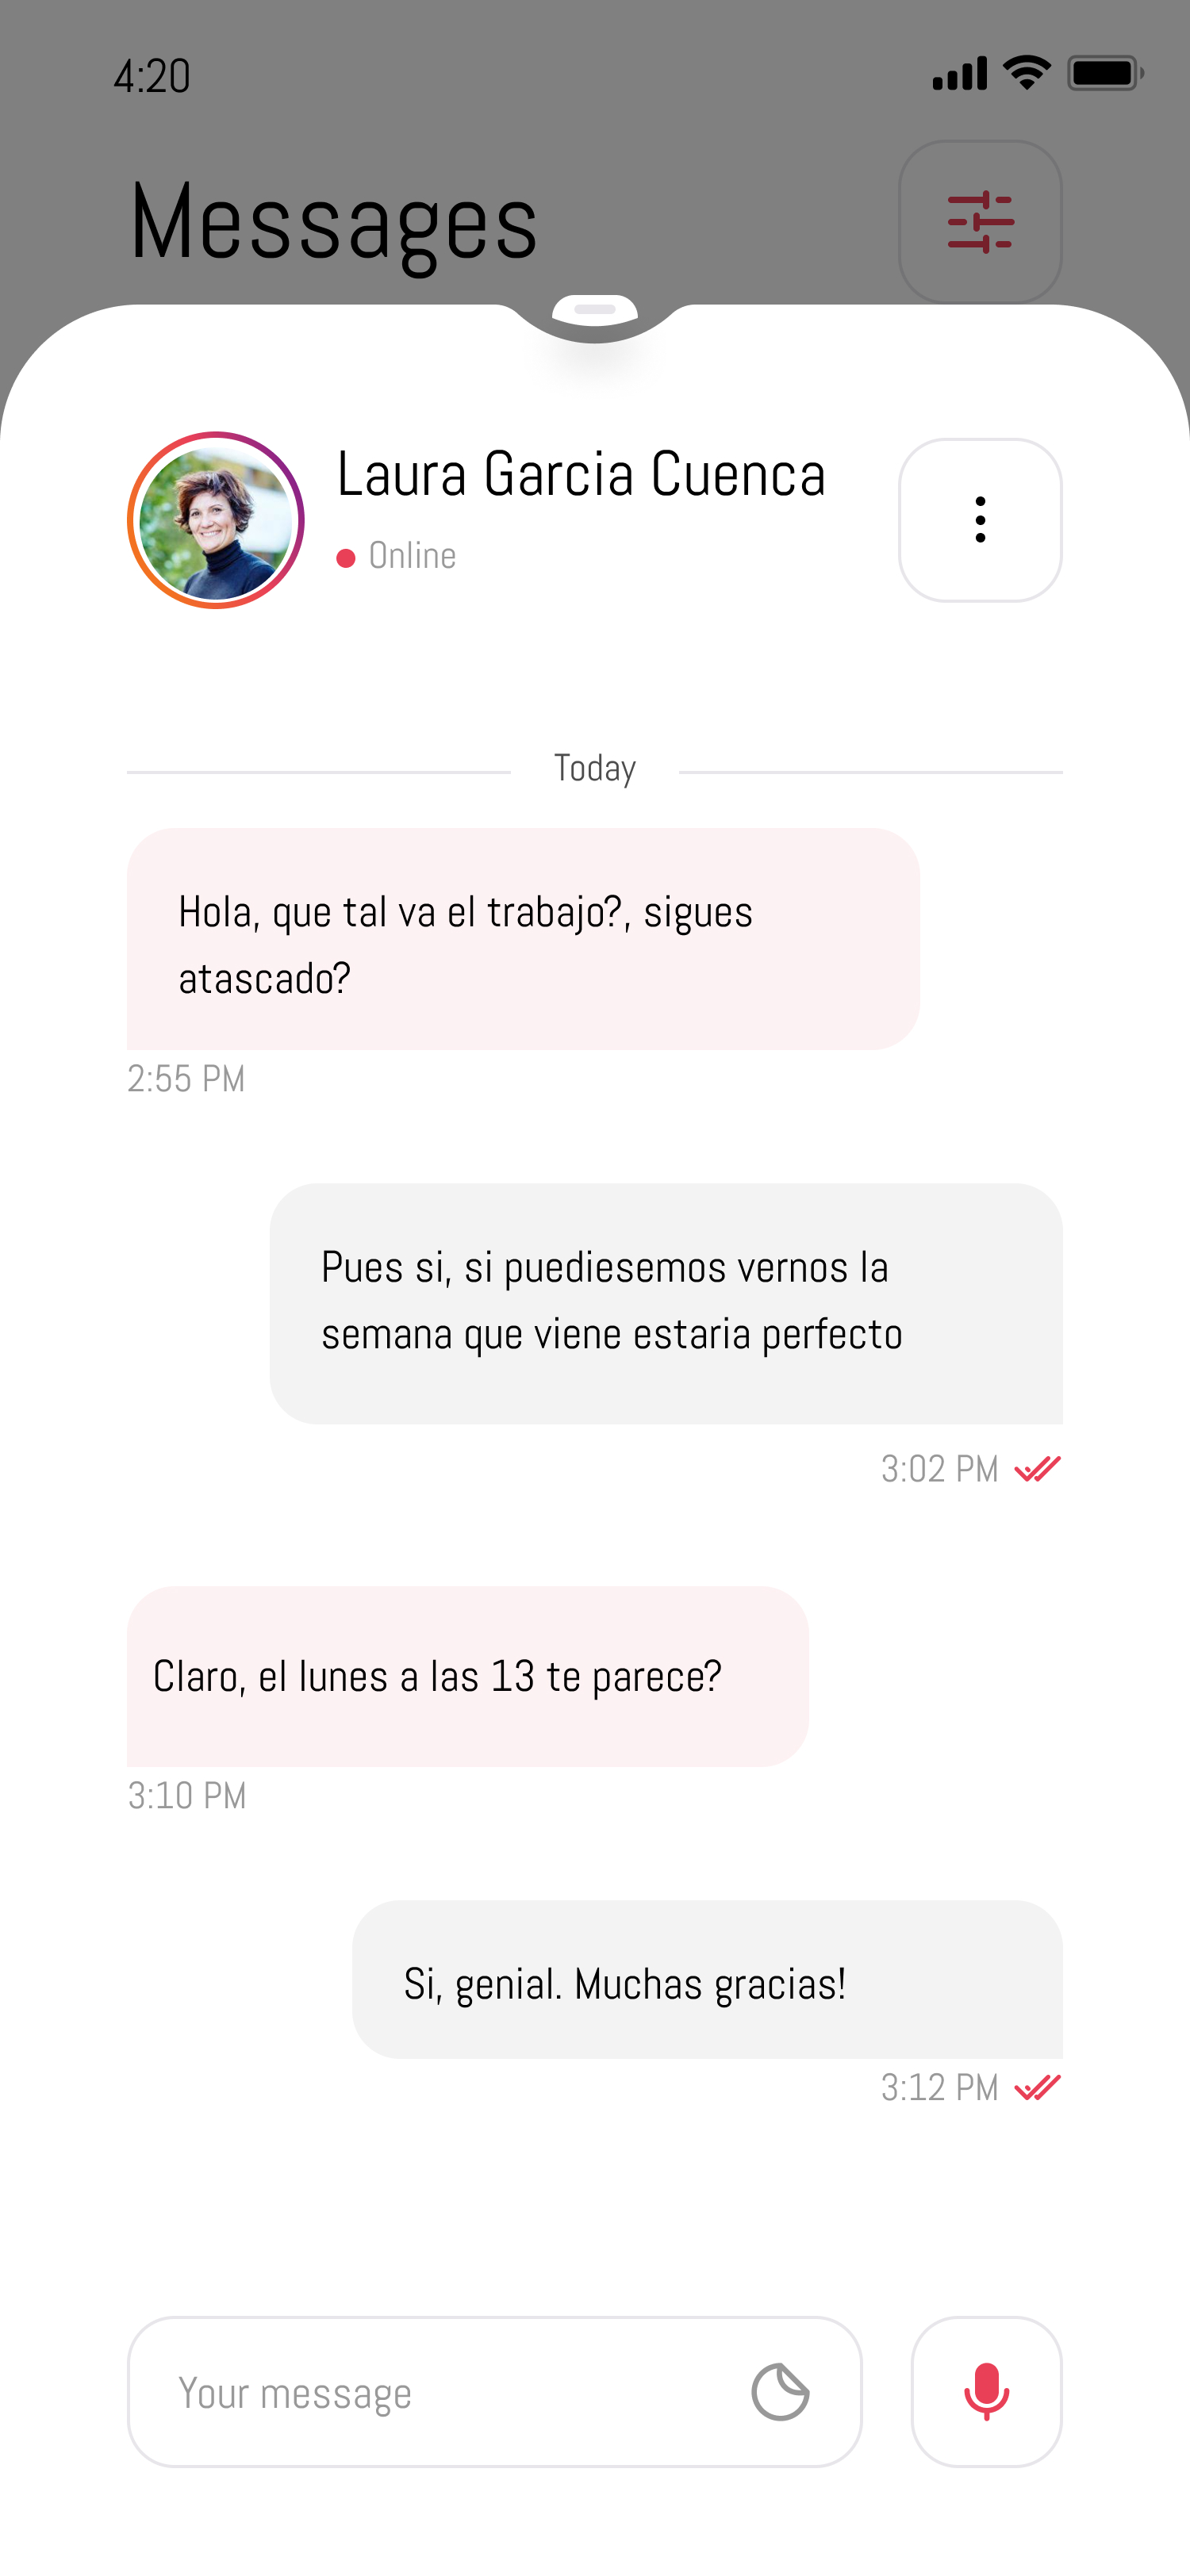 4:20
Messages
Laura Garcia Cuenca
Online
Today
Hola, que tal va el trabajo?, sigues
atascado?
2:55 PM
Pues si, si puediesemos vernos la
semana que viene estaria perfecto
3:02 PM
Claro, el lunes a las 13 te parece?
3:10 PM
Si, genial. Muchas gracias!
3:12 PM
Your message